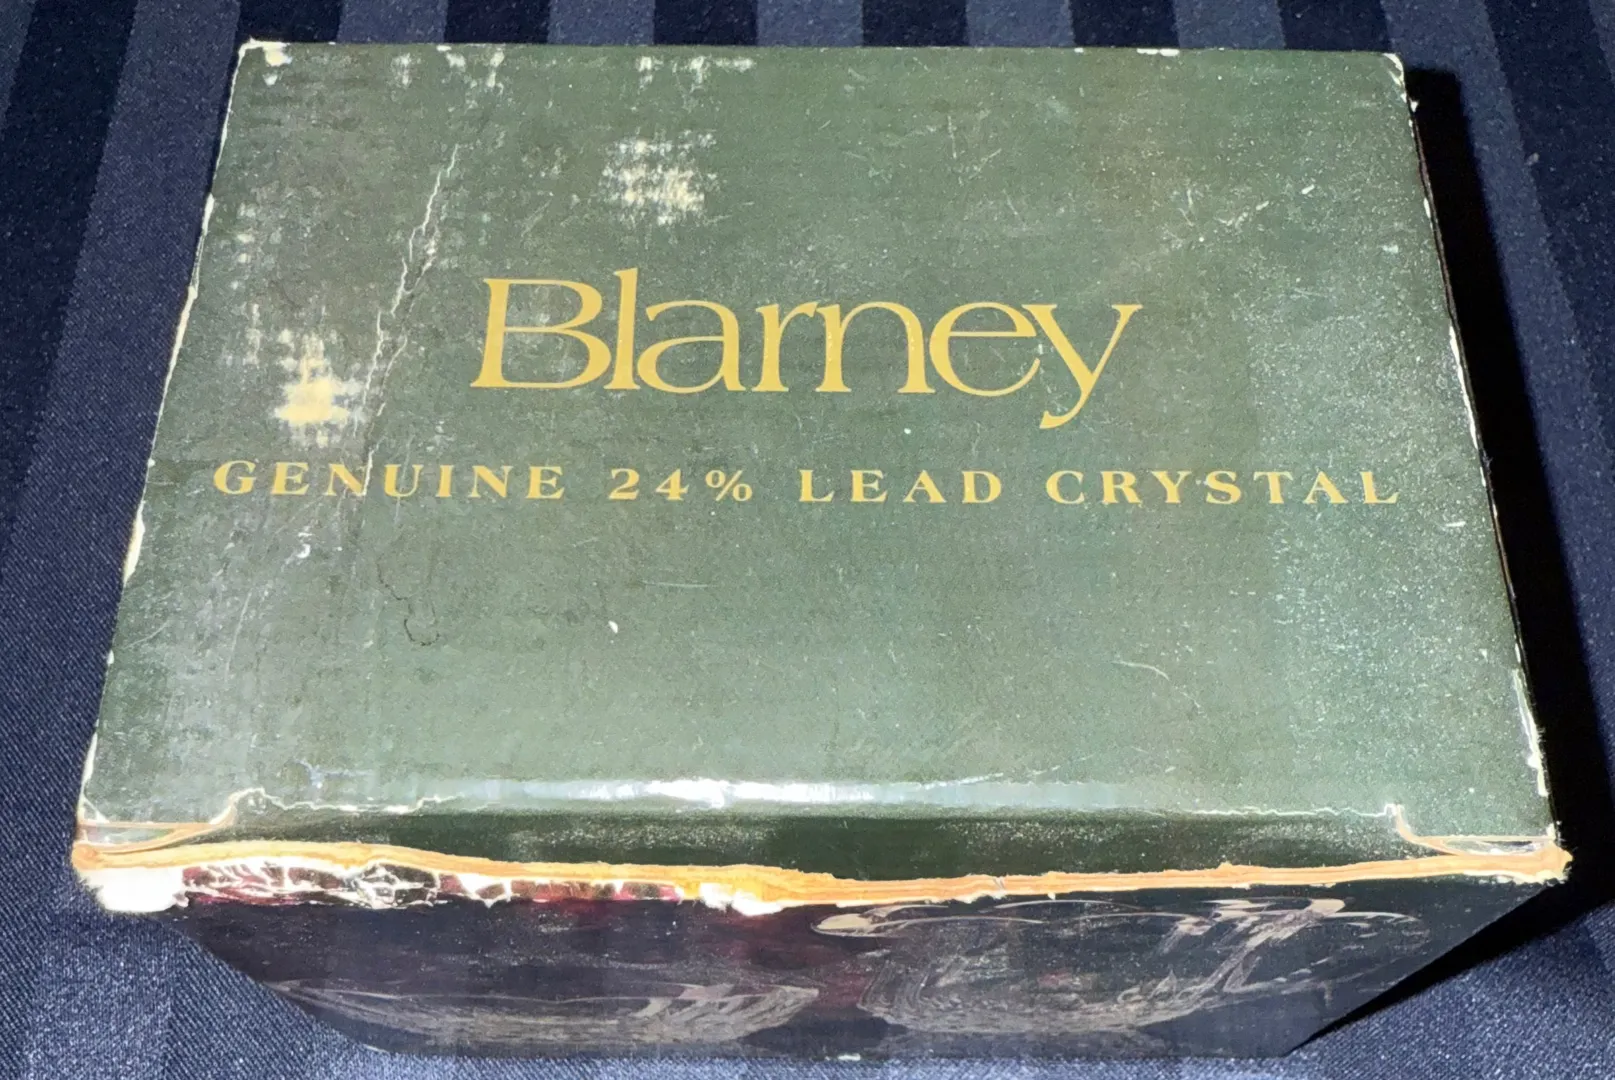 Blarney
GENUINE 24% LEAD CRYSTAL